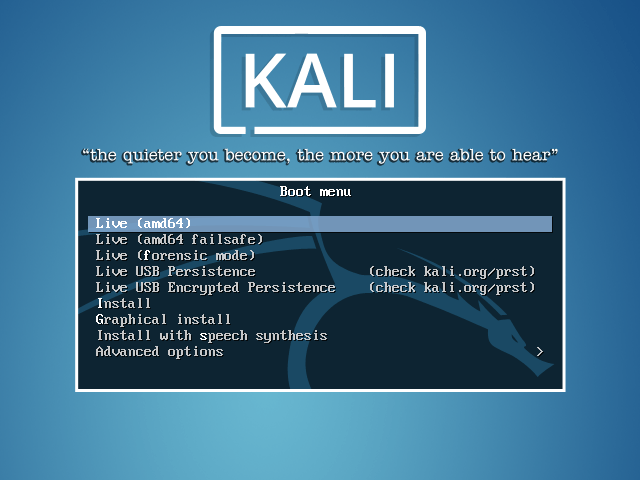 KALI
“the quieter you become, the more you are able to hear”
Boot menu
Live (amd64)
Live (amd64 failsafe)
Live (forensic mode)
Live USB Persistence (check kali.org/prst)
Live USB Encrypted Persistence (check kali.org/prst)
Install
Graphical install
Install with speech synthesis
Advanced options >